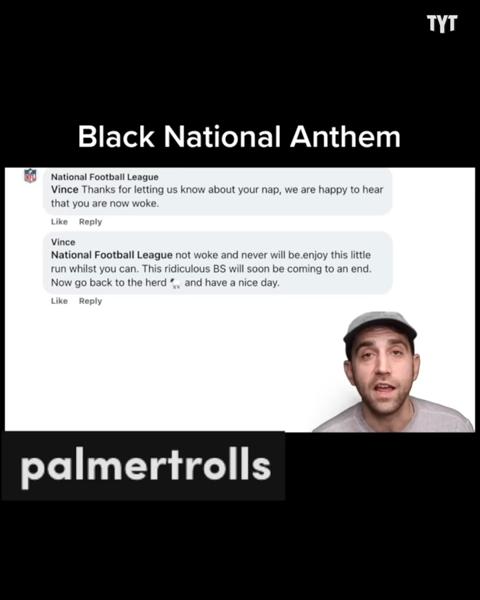 TYT
Black National Anthem
National Football League
Vince Thanks for letting us know about your nap, we are happy to hear
that you are now woke.
Like Reply
Vince
National Football League not woke and never will be.enjoy this little
run whilst you can. This ridiculous BS will soon be coming to an end.
Now go back to the herd 🐑 and have a nice day.
Like Reply
palmertrolls